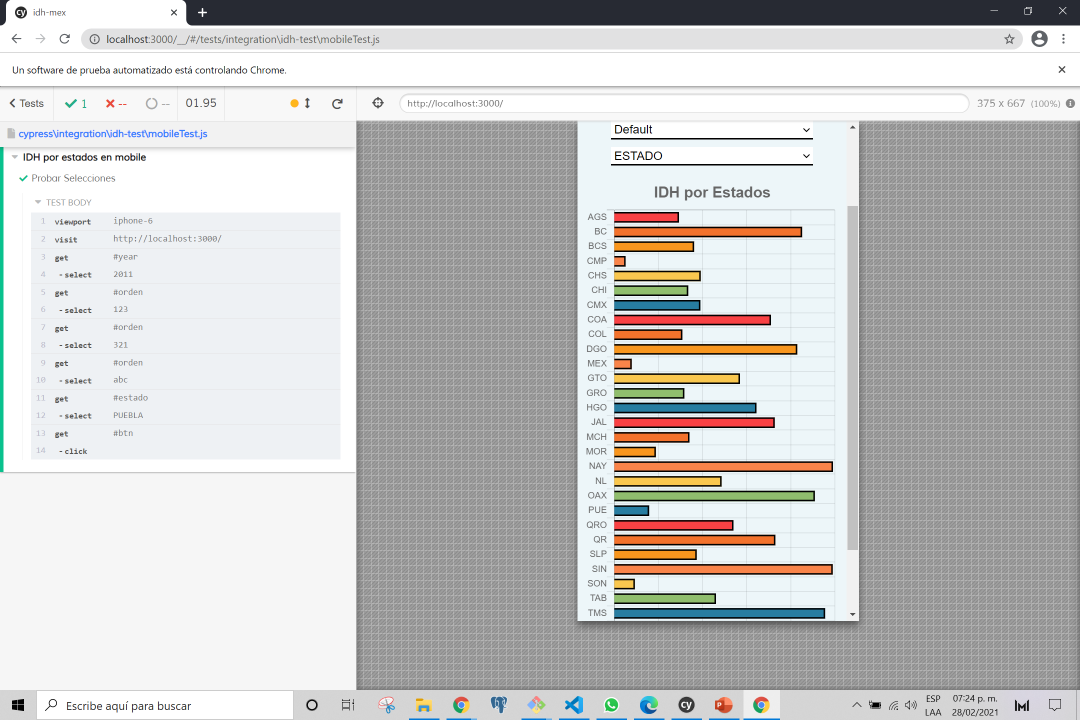 idh-mex
localhost:3000/__/#/tests/integration\idh-test\mobileTest.js
Un software de prueba automatizado está controlando Chrome.
Tests
1
--
--
01.95
http://localhost:3000/
375 x 667 (100%)
cypress\integration\idh-test\mobileTest.js
IDH por estados en mobile
Probar Selecciones
TEST BODY
1 viewport iphone-6
2 visit http://localhost:3000/
3 get #year
4 - select 2011
5 get #orden
6 - select 123
7 get #orden
8 - select 321
9 get #orden
10 - select abc
11 get #estado
12 - select PUEBLA
13 get #btn
14 - click
Default
ESTADO
IDH por Estados
AGS
BC
BCS
CMP
CHS
CHI
CMX
COA
COL
DGO
MEX
GTO
GRO
HGO
JAL
MCH
MOR
NAY
NL
OAX
PUE
QRO
QR
SLP
SIN
SON
TAB
TMS
Escribe aquí para buscar
ESP
LAA
07:24 p. m.
28/02/2021